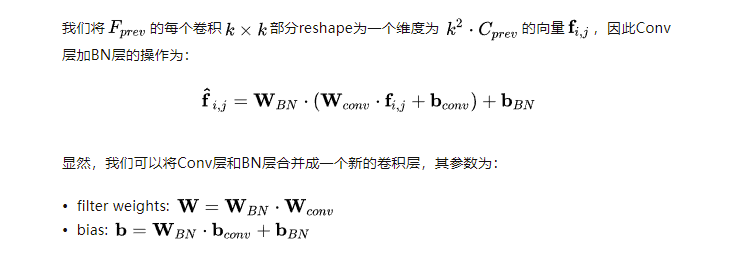 我们将 $F_{prev}$ 的每个卷积 $k \times k$ 部分reshape为一个维度为 $k^2 \cdot C_{prev}$ 的向量 $\mathbf{f}_{i,j}$ ，因此Conv
层加BN层的操作为：
$\hat{\mathbf{f}}_{i,j} = \mathbf{W}_{BN} \cdot (\mathbf{W}_{conv} \cdot \mathbf{f}_{i,j} + \mathbf{b}_{conv}) + \mathbf{b}_{BN}$
显然，我们可以将Conv层和BN层合并成一个新的卷积层，其参数为：
• filter weights: $\mathbf{W} = \mathbf{W}_{BN} \cdot \mathbf{W}_{conv}$
• bias: $\mathbf{b} = \mathbf{W}_{BN} \cdot \mathbf{b}_{conv} + \mathbf{b}_{BN}$